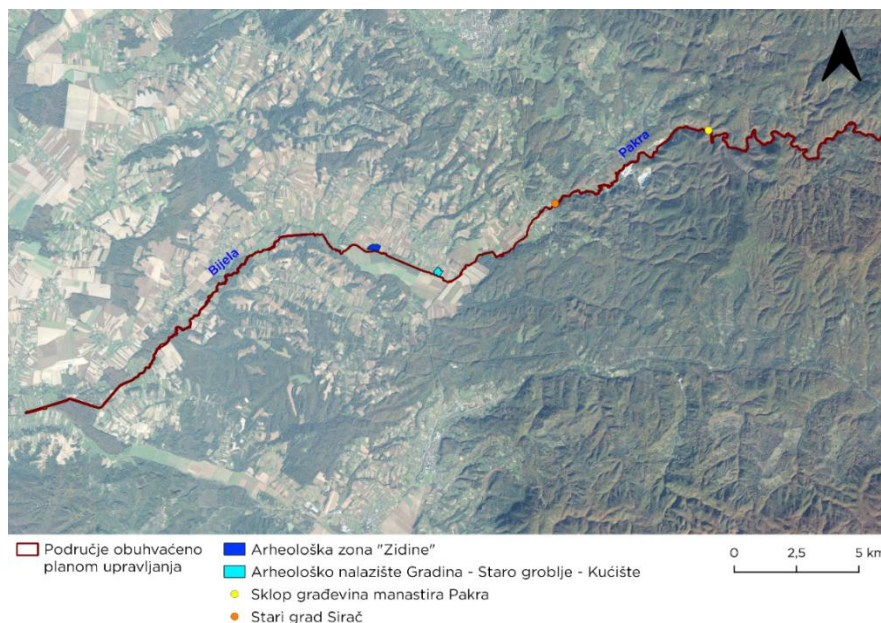 Pakra
Bijela
Područje obuhvaćeno
planom upravljanja
Arheološka zona "Zidine"
Arheološko nalazište Gradina - Staro groblje - Kućište
Sklop građevina manastira Pakra
Stari grad Sirač
0 2,5 5 km